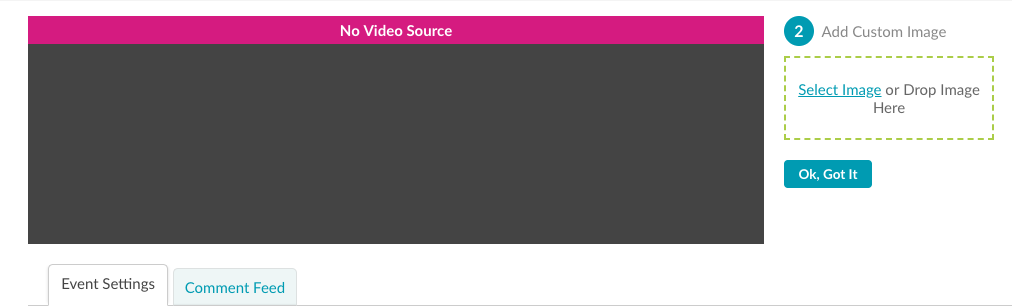 No Video Source
2 Add Custom Image
Select Image or Drop Image
Here
Ok, Got It
Event Settings
Comment Feed